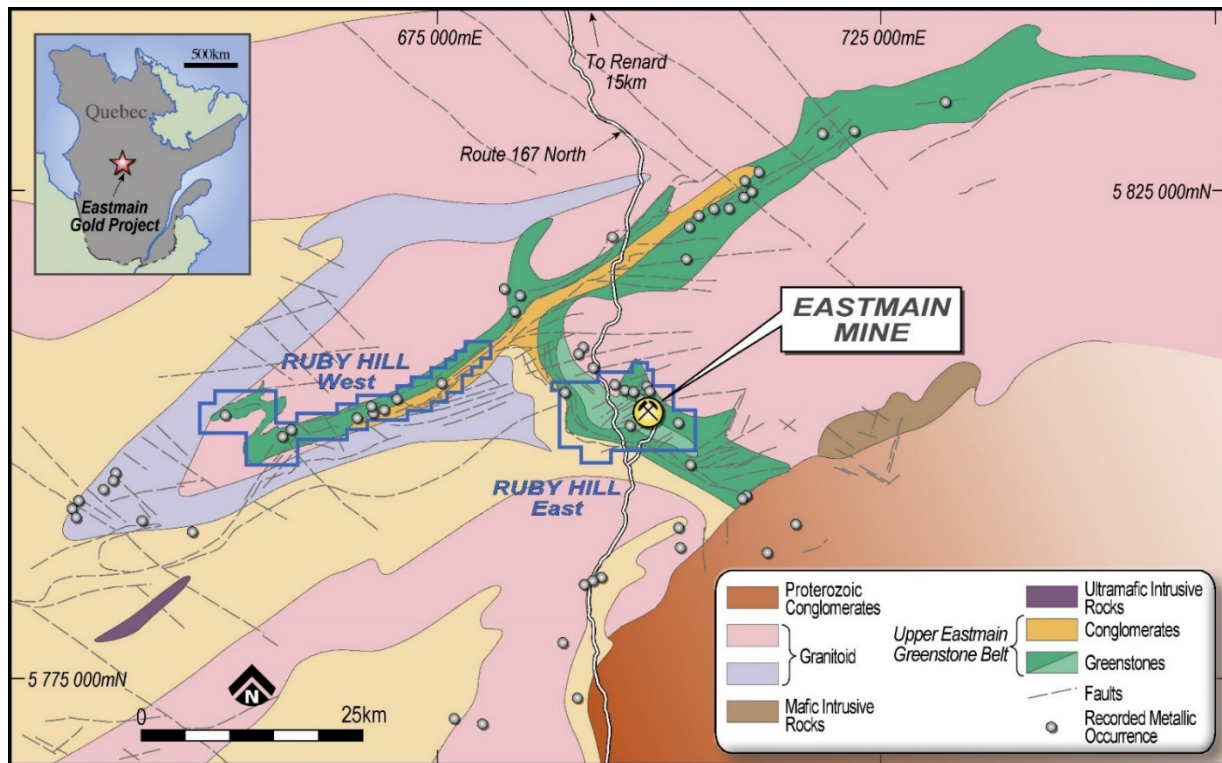 675 000mE
725 000mE
500km
Quebec
Eastmain
Gold Project
To Renard
15km
Route 167 North
5 825 000mN
EASTMAIN
MINE
RUBY HILL
West
RUBY HILL
East
5 775 000mN
N
0
25km
Proterozoic
Conglomerates
Granitoid
Mafic Intrusive
Rocks
Ultramafic Intrusive
Rocks
Upper Eastmain
Greenstone Belt
Conglomerates
Greenstones
Faults
Recorded Metallic
Occurrence